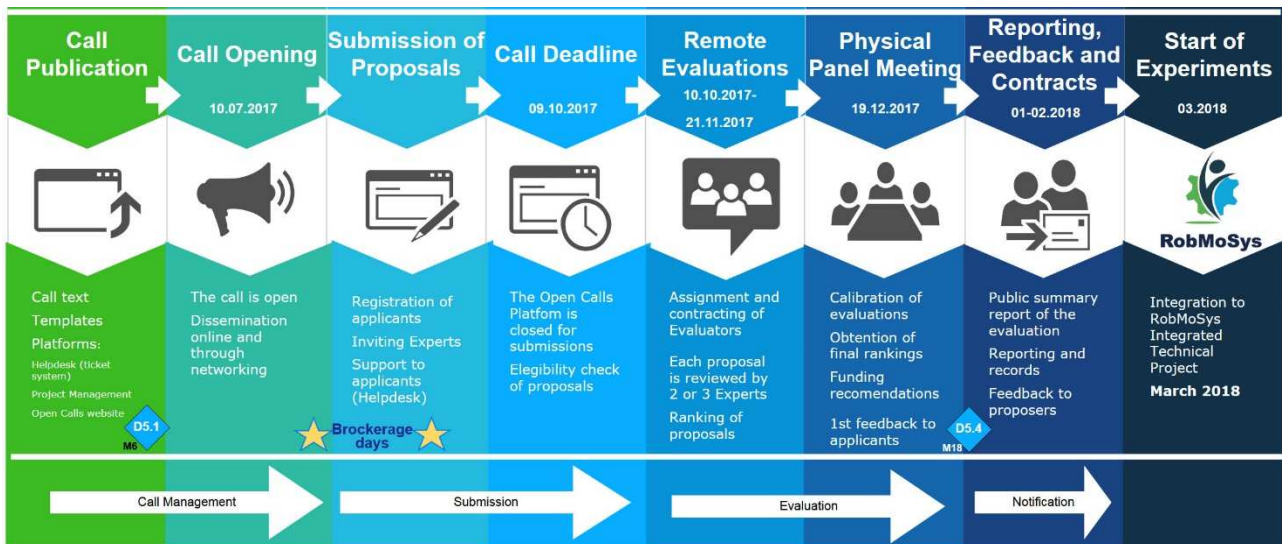 Call
Publication
Call Opening
10.07.2017
Submission of
Proposals
Call Deadline
09.10.2017
Remote
Evaluations
10.10.2017-
21.11.2017
Physical
Panel Meeting
19.12.2017
Reporting,
Feedback and
Contracts
01-02.2018
Start of
Experiments
03.2018
RobMoSys
Call text
Templates
Platforms:
Helpdesk (ticket
system)
Project Management
Open Calls website
D5.1
M6
The call is open
Dissemination
online and
through
networking
Registration of
applicants
Inviting Experts
Support to
applicants
(Helpdesk)
Brockerage
days
The Open Calls
Platfom is
closed for
submissions
Elegibility check
of proposals
Assignment and
contracting of
Evaluators
Each proposal
is reviewed by
2 or 3 Experts
Ranking of
proposals
Calibration of
evaluations
Obtention of
final rankings
Funding
recomendations
1st feedback to
applicants
D5.4
M18
Public summary
report of the
evaluation
Reporting and
records
Feedback to
proposers
Integration to
RobMoSys
Integrated
Technical
Project
March 2018
Call Management
Submission
Evaluation
Notification